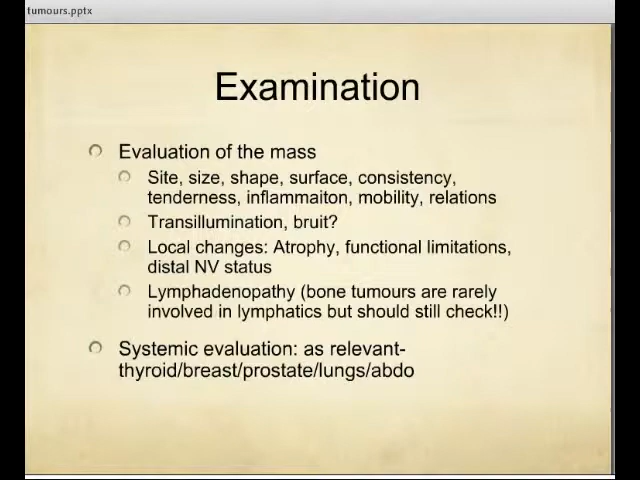 tumours.pptx
Examination
Evaluation of the mass
Site, size, shape, surface, consistency,
tenderness, inflammaiton, mobility, relations
Transillumination, bruit?
Local changes: Atrophy, functional limitations,
distal NV status
Lymphadenopathy (bone tumours are rarely
involved in lymphatics but should still check!!)
Systemic evaluation: as relevant-
thyroid/breast/prostate/lungs/abdo